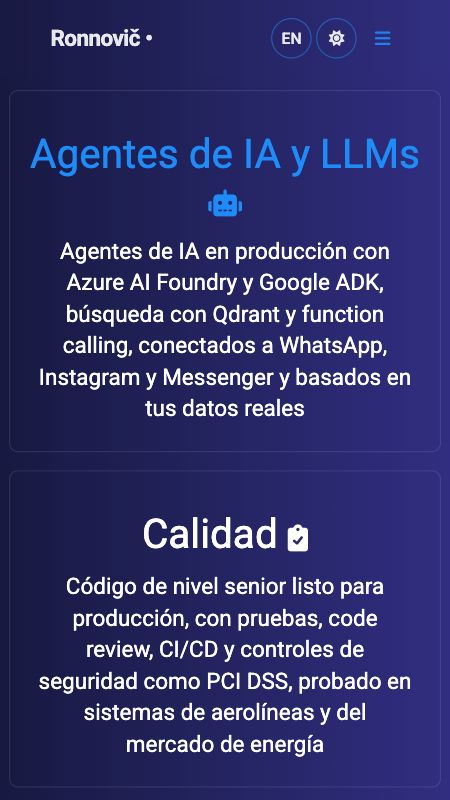 Ronnovič •
EN
Agentes de IA y LLMs
Agentes de IA en producción con
Azure AI Foundry y Google ADK,
búsqueda con Qdrant y function
calling, conectados a WhatsApp,
Instagram y Messenger y basados en
tus datos reales
Calidad
Código de nivel senior listo para
producción, con pruebas, code
review, CI/CD y controles de
seguridad como PCI DSS, probado en
sistemas de aerolíneas y del
mercado de energía